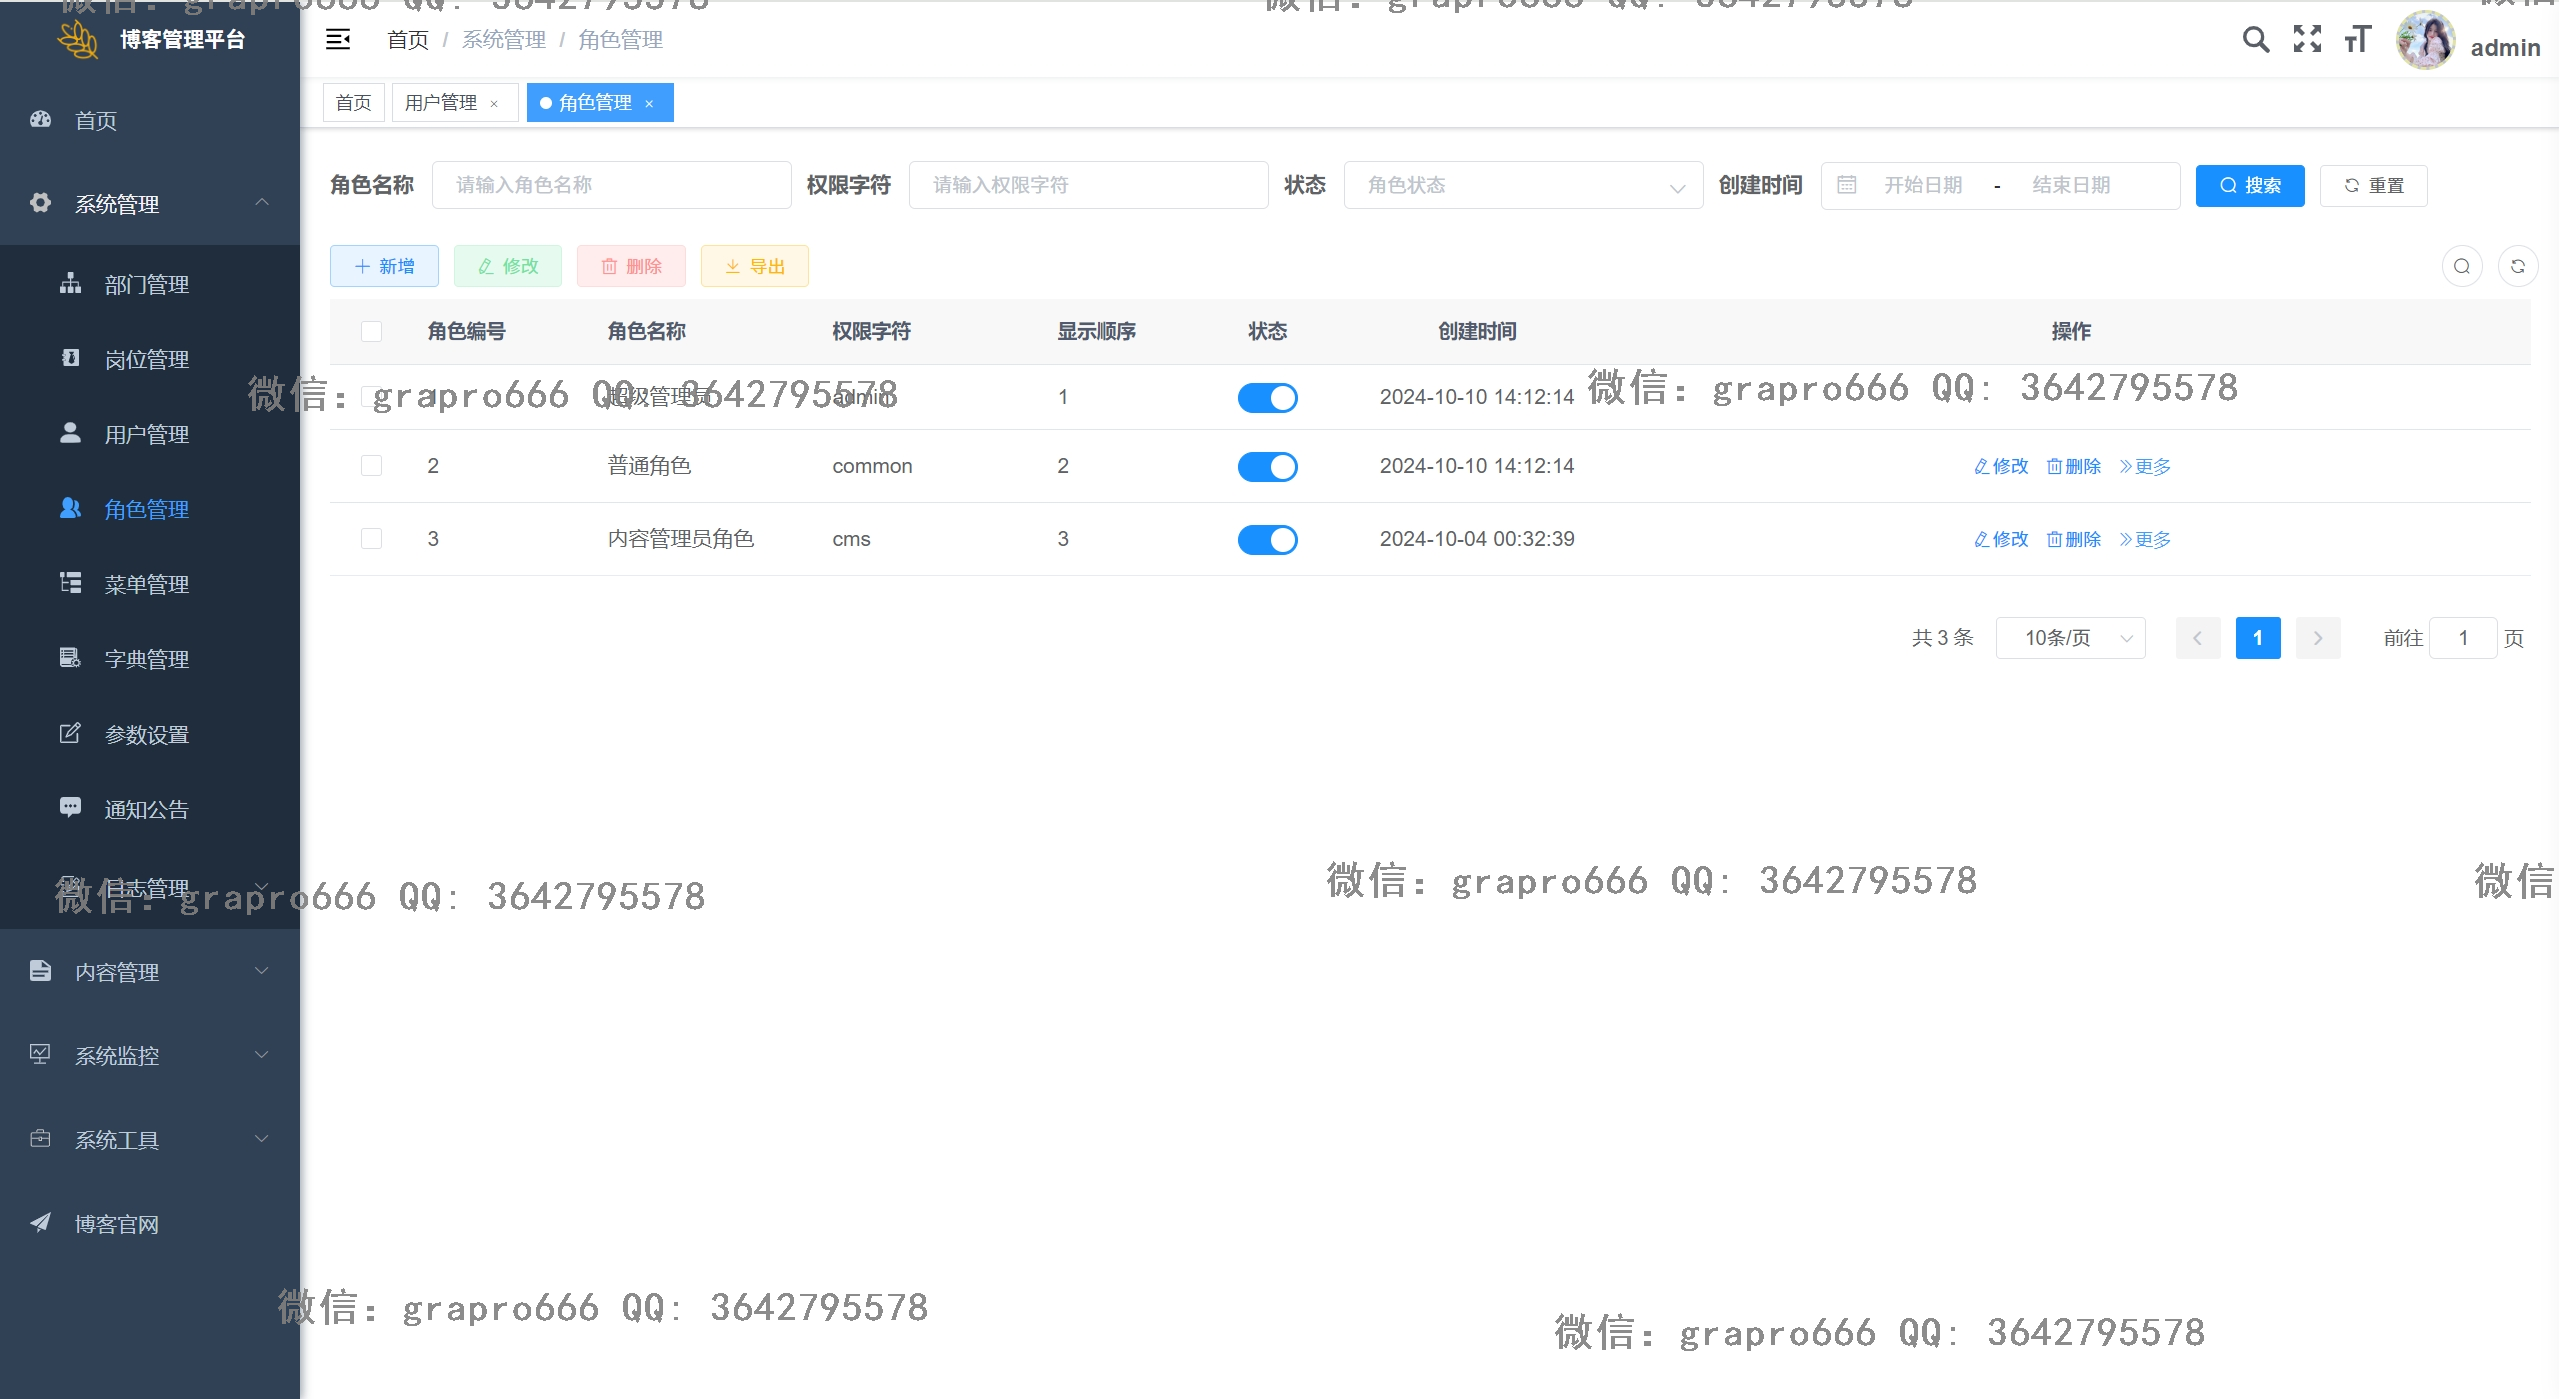 微信: grapro666 QQ: 3642795578
微信: grapro666 QQ: 3642795578
博客管理平台
首页 / 系统管理 / 角色管理
admin
首页
用户管理 ×
角色管理 ×
首页
系统管理
部门管理
岗位管理
用户管理
角色管理
菜单管理
字典管理
参数设置
通知公告
日志管理
内容管理
系统监控
系统工具
博客官网
角色名称 请输入角色名称 权限字符 请输入权限字符 状态 角色状态 创建时间 开始日期 - 结束日期 搜索 重置
新增 修改 删除 导出
角色编号 角色名称 权限字符 显示顺序 状态 创建时间 操作
超级管理员 admin 1 2024-10-10 14:12:14
微信: grapro666 QQ: 3642795578
微信: grapro666 QQ: 3642795578
2 普通角色 common 2 2024-10-10 14:12:14 修改 删除 更多
3 内容管理员角色 cms 3 2024-10-04 00:32:39 修改 删除 更多
共 3 条 10条/页 1 前往 1 页
微信: grapro666 QQ: 3642795578
微信: grapro666 QQ: 3642795578
微信
微信: grapro666 QQ: 3642795578
微信: grapro666 QQ: 3642795578